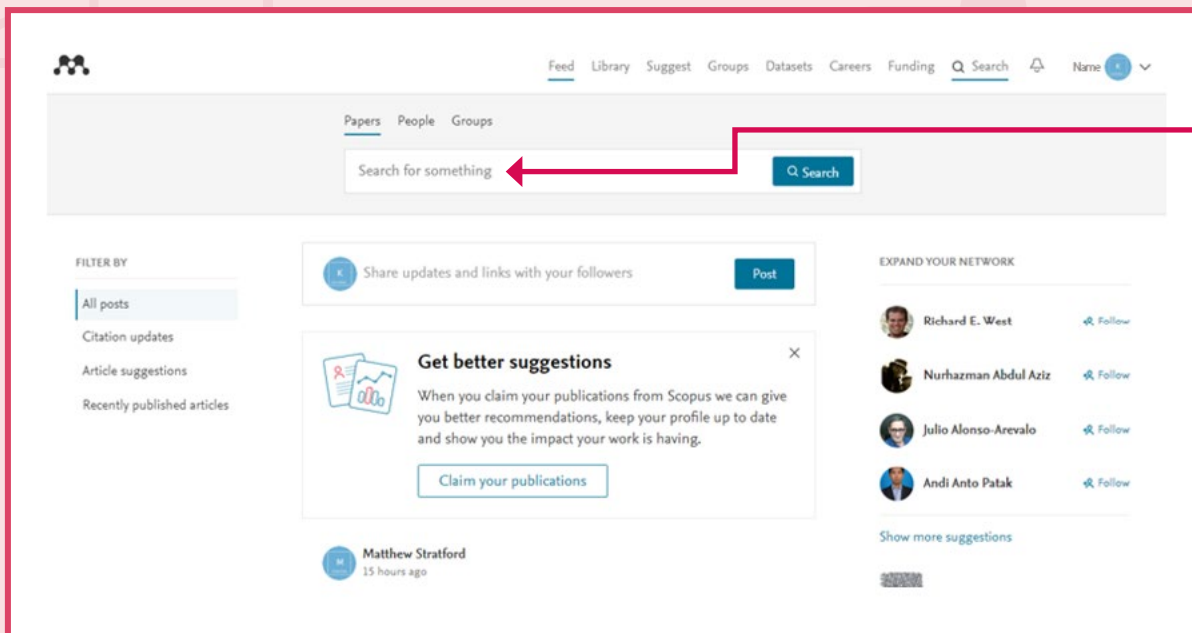 Feed Library Suggest Groups Datasets Careers Funding Search Name
Papers People Groups
Search for something
Search
FILTER BY
All posts
Citation updates
Article suggestions
Recently published articles
K
Share updates and links with your followers
Post
Get better suggestions
When you claim your publications from Scopus we can give
you better recommendations, keep your profile up to date
and show you the impact your work is having.
Claim your publications
M
Matthew Stratford
15 hours ago
EXPAND YOUR NETWORK
Richard E. West Follow
Nurhazman Abdul Aziz Follow
Julio Alonso-Arevalo Follow
Andi Anto Patak Follow
Show more suggestions